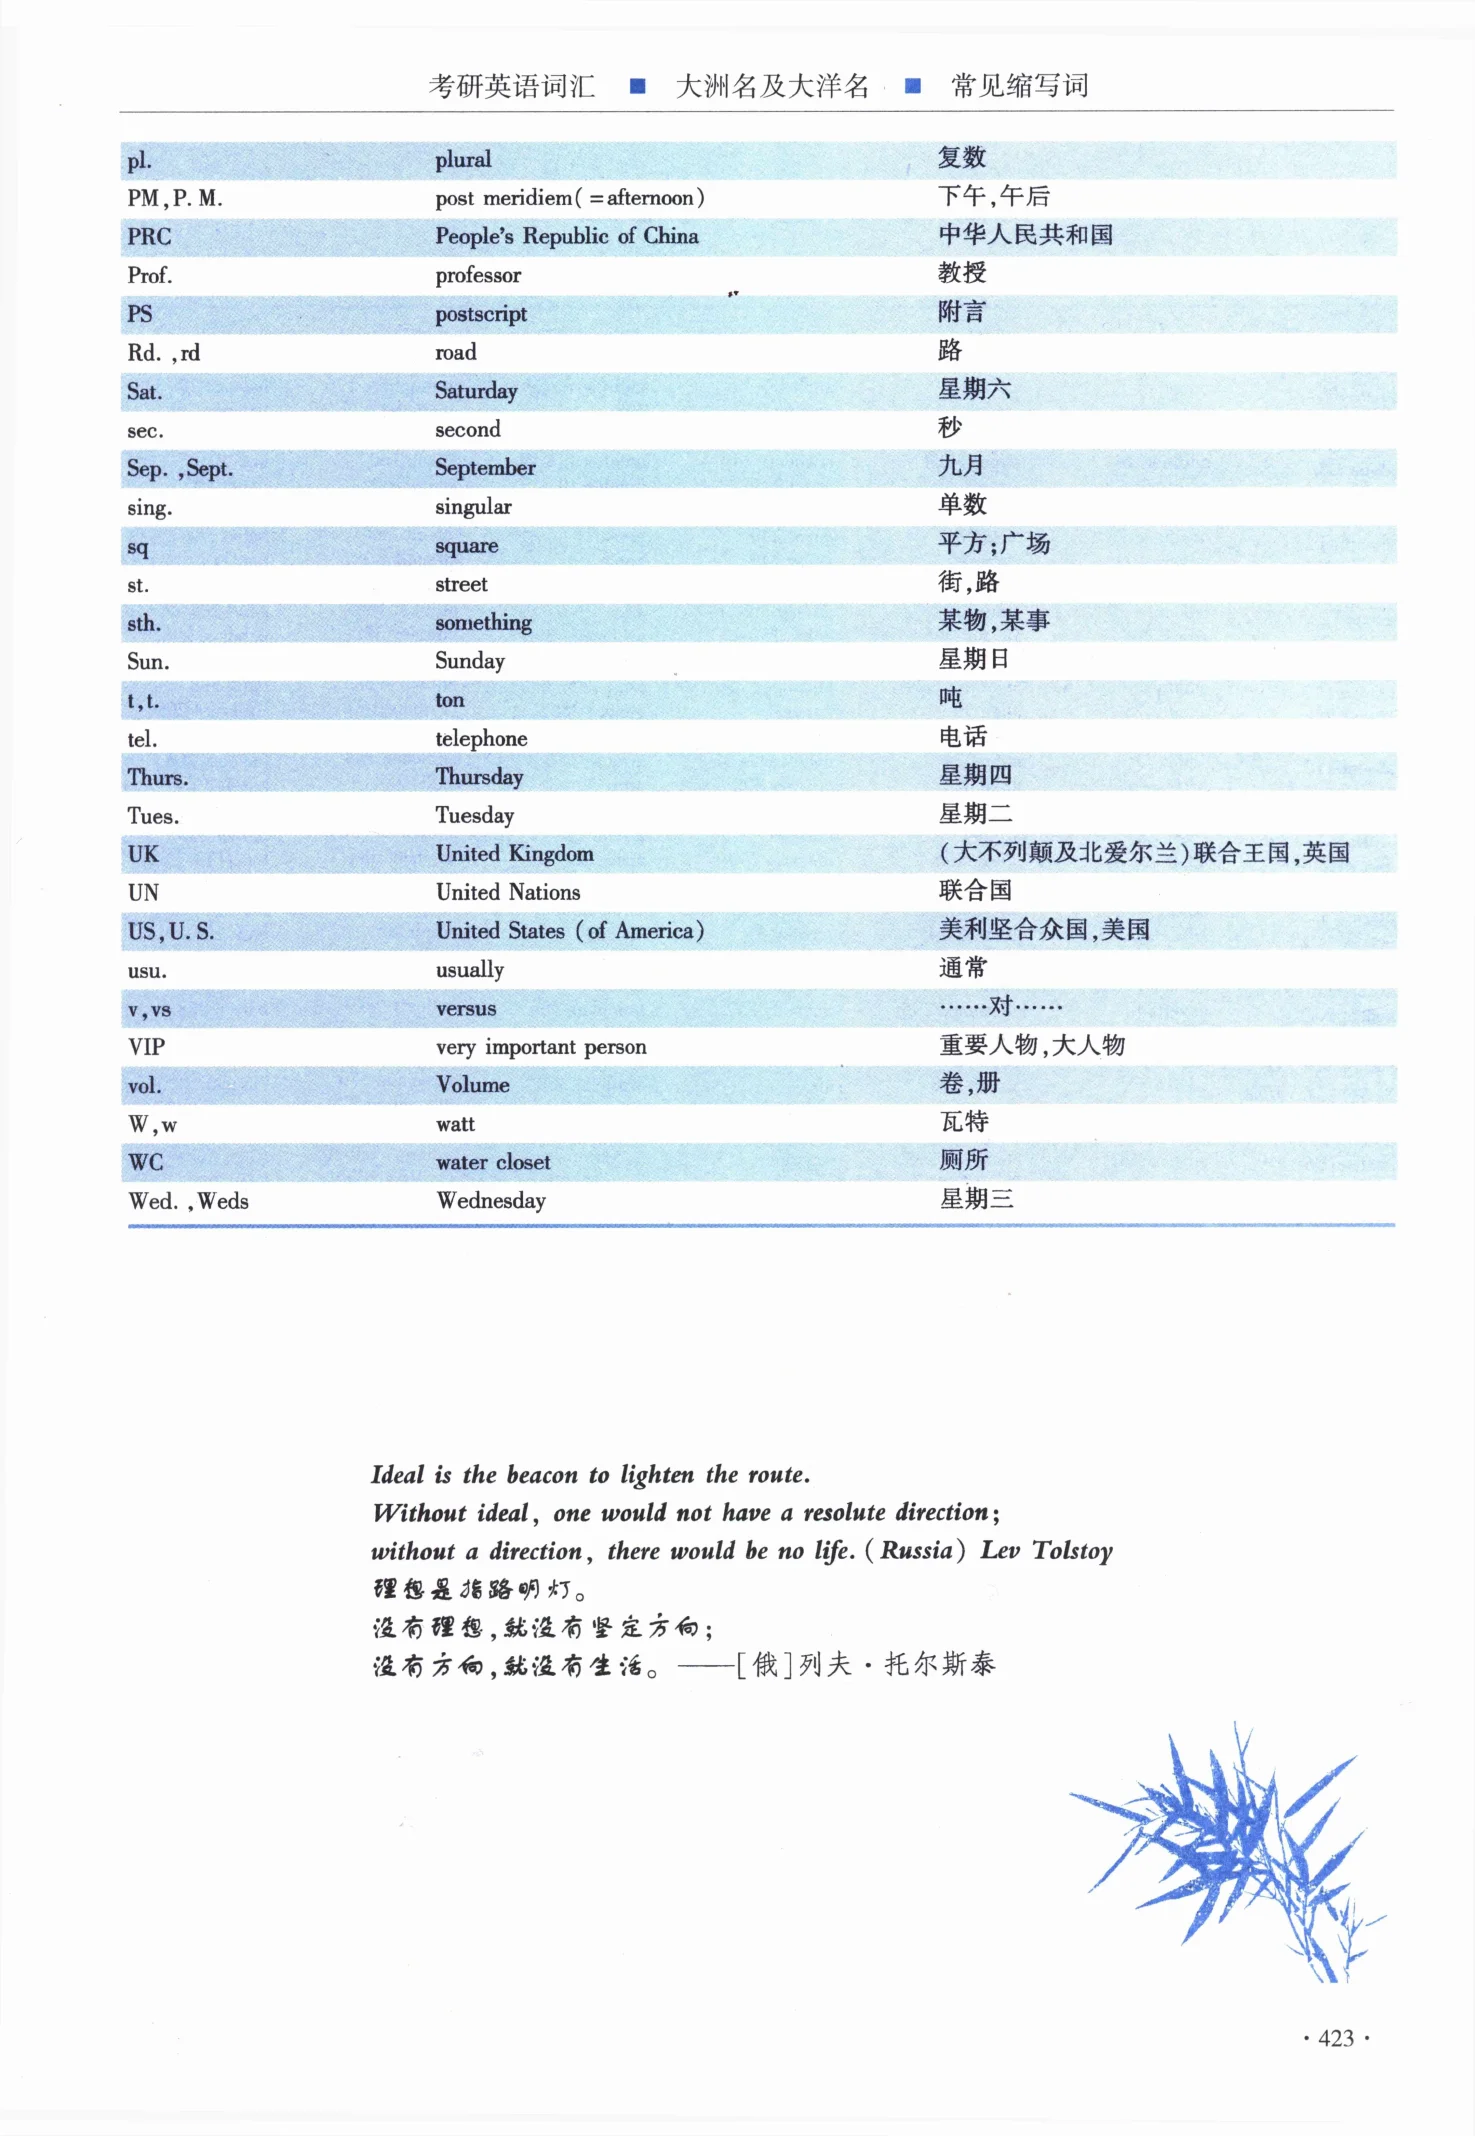 考研英语词汇 ■ 大洲名及大洋名 ■ 常见缩写词
pl. plural 复数
PM,P. M. post meridiem( =afternoon) 下午,午后
PRC People's Republic of China 中华人民共和国
Prof. professor 教授
PS postscript 附言
Rd. ,rd road 路
Sat. Saturday 星期六
sec. second 秒
Sep. ,Sept. September 九月
sing. singular 单数
sq square 平方;广场
st. street 街,路
sth. something 某物,某事
Sun. Sunday 星期日
t,t. ton 吨
tel. telephone 电话
Thurs. Thursday 星期四
Tues. Tuesday 星期二
UK United Kingdom (大不列颠及北爱尔兰)联合王国,英国
UN United Nations 联合国
US,U. S. United States (of America) 美利坚合众国,美国
usu. usually 通常
v,vs versus ……对……
VIP very important person 重要人物,大人物
vol. Volume 卷,册
W,w watt 瓦特
WC water closet 厕所
Wed. ,Weds Wednesday 星期三
Ideal is the beacon to lighten the route.
Without ideal, one would not have a resolute direction;
without a direction, there would be no life. (Russia) Lev Tolstoy
理想是指路明灯。
没有理想,就没有坚定方向;
没有方向,就没有生活。——[俄]列夫·托尔斯泰
· 423 ·